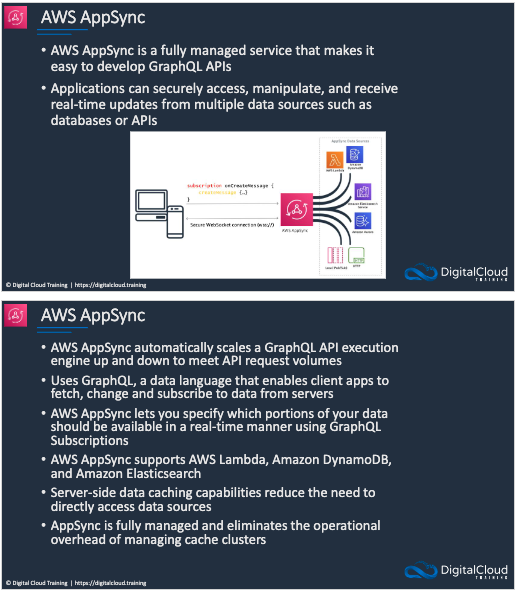 AWS AppSync
• AWS AppSync is a fully managed service that makes it
easy to develop GraphQL APIs
• Applications can securely access, manipulate, and receive
real-time updates from multiple data sources such as
databases or APIs
AppSync Data Sources
AWS Lambda
Amazon
DynamoDB
subscription onCreateMessage {
createmessage {…}
}
Secure WebSocket connection (wss://)
AWS AppSync
Amazon Elasticsearch
Service
Amazon Aurora
HTTP
© Digital Cloud Training | https://digitalcloud.training
DigitalCloud
TRAINING
AWS AppSync
• AWS AppSync automatically scales a GraphQL API execution
engine up and down to meet API request volumes
• Uses GraphQL, a data language that enables client apps to
fetch, change and subscribe to data from servers
• AWS AppSync lets you specify which portions of your data
should be available in a real-time manner using GraphQL
Subscriptions
• AWS AppSync supports AWS Lambda, Amazon DynamoDB,
and Amazon Elasticsearch
• Server-side data caching capabilities reduce the need to
directly access data sources
• AppSync is fully managed and eliminates the operational
overhead of managing cache clusters
© Digital Cloud Training | https://digitalcloud.training
DigitalCloud
TRAINING